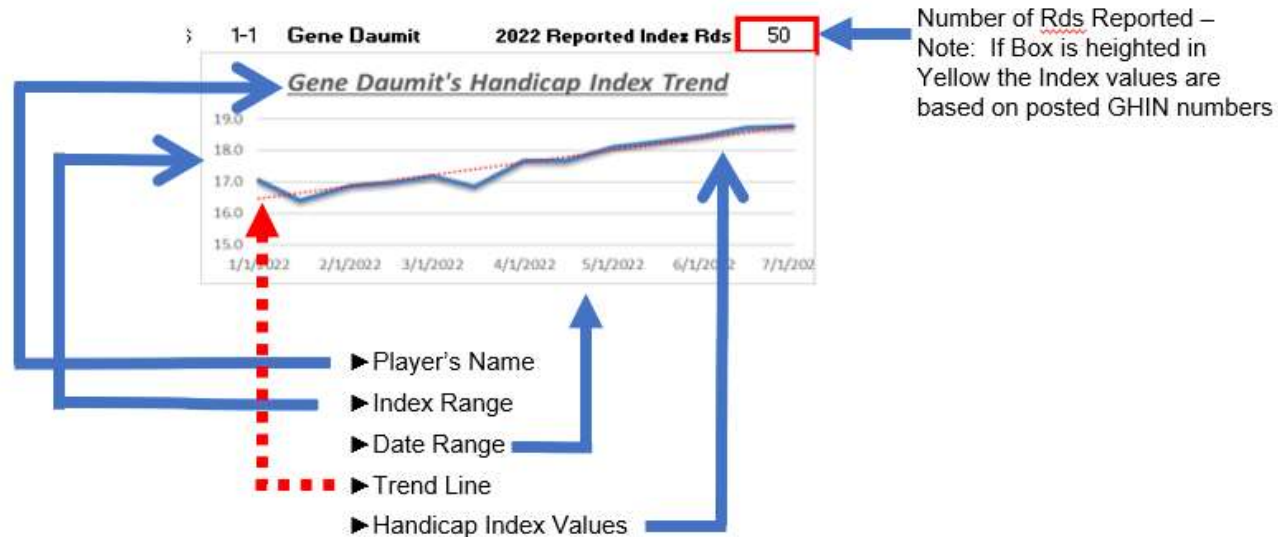 1-1 Gene Daumit 2022 Reported Index Rds 50
Number of Rds Reported –
Note: If Box is heighted in
Yellow the Index values are
based on posted GHIN numbers
Gene Daumit's Handicap Index Trend
19.0
18.0
17.0
16.0
15.0
1/1/2022 2/1/2022 3/1/2022 4/1/2022 5/1/2022 6/1/2022 7/1/202
►Player's Name
►Index Range
►Date Range
►Trend Line
►Handicap Index Values